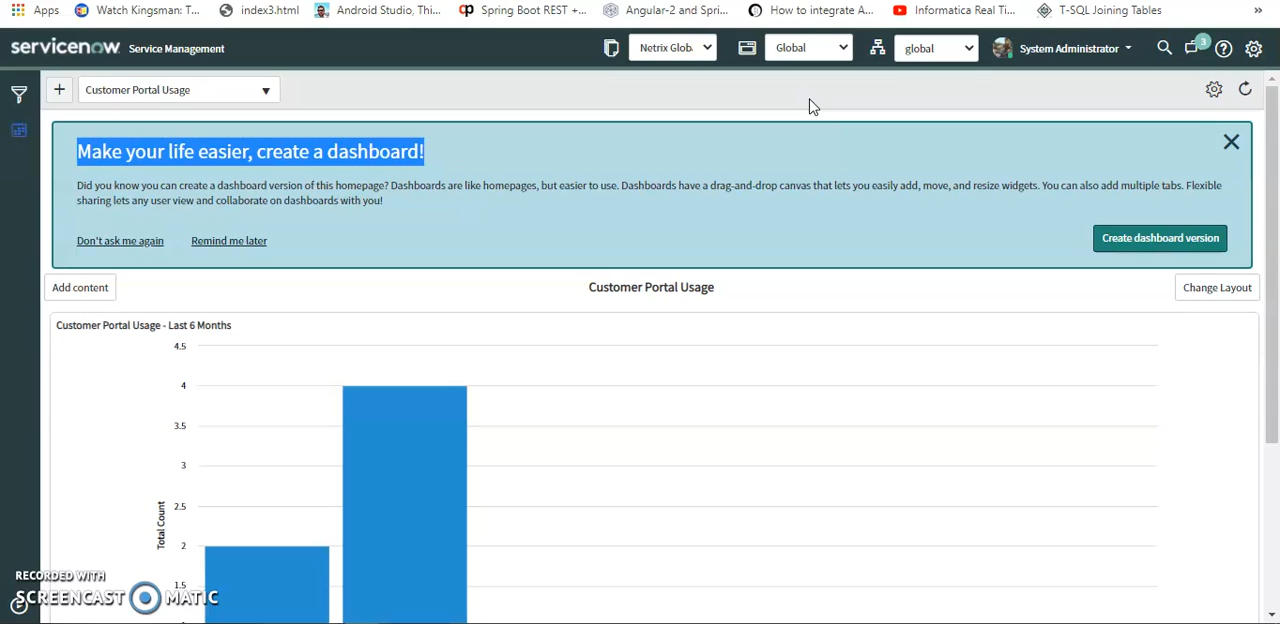 Apps Watch Kingsman: T... index3.html Android Studio, Thi... Spring Boot REST +... Angular-2 and Spri... How to integrate A... Informatica Real Ti... T-SQL Joining Tables »
servicenow Service Management Netrix Glob. Global global System Administrator 3
+ Customer Portal Usage
Make your life easier, create a dashboard!
Did you know you can create a dashboard version of this homepage? Dashboards are like homepages, but easier to use. Dashboards have a drag-and-drop canvas that lets you easily add, move, and resize widgets. You can also add multiple tabs. Flexible
sharing lets any user view and collaborate on dashboards with you!
Don't ask me again Remind me later Create dashboard version
Add content Customer Portal Usage Change Layout
Customer Portal Usage - Last 6 Months
4.5
4
3.5
3
2.5
2
1.5
Total Count
RECORDED WITH
SCREENCAST MATIC